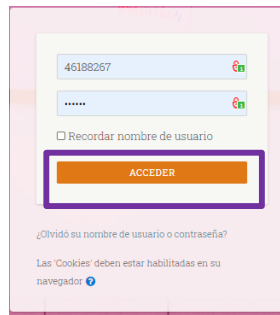 46188267
••••••
Recordar nombre de usuario
ACCEDER
¿Olvidó su nombre de usuario o contraseña?
Las 'Cookies' deben estar habilitadas en su
navegador